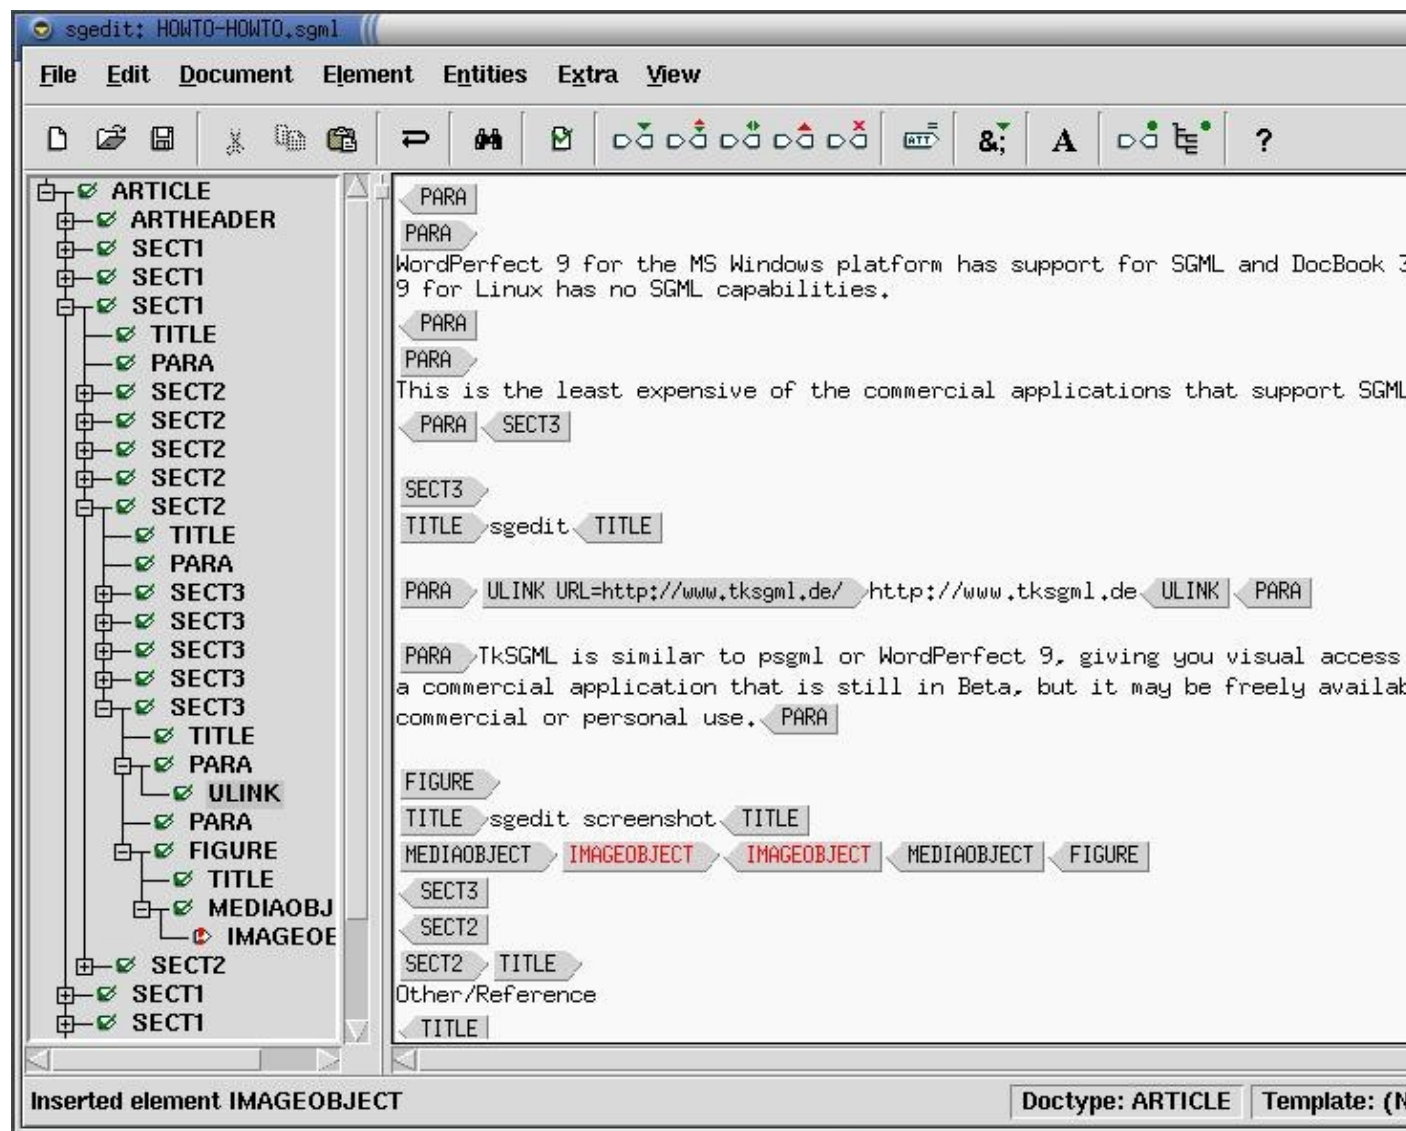 sgedit: HOWTO-HOWTO.sgml
File Edit Document Element Entities Extra View
ATT &; A ?
ARTICLE
ARTHEADER
SECT1
SECT1
SECT1
TITLE
PARA
SECT2
SECT2
SECT2
SECT2
SECT2
TITLE
PARA
SECT3
SECT3
SECT3
SECT3
SECT3
TITLE
PARA
ULINK
PARA
FIGURE
TITLE
MEDIAOBJ
IMAGEOE
SECT2
SECT1
SECT1
PARA
PARA
WordPerfect 9 for the MS Windows platform has support for SGML and DocBook 3
9 for Linux has no SGML capabilities.
PARA
PARA
This is the least expensive of the commercial applications that support SGML
PARA SECT3
SECT3
TITLE sgedit TITLE
PARA ULINK URL=http://www.tksgml.de/ http://www.tksgml.de ULINK PARA
PARA TkSGML is similar to psgml or WordPerfect 9, giving you visual access
a commercial application that is still in Beta, but it may be freely availab
commercial or personal use. PARA
FIGURE
TITLE sgedit screenshot TITLE
MEDIAOBJECT IMAGEOBJECT IMAGEOBJECT MEDIAOBJECT FIGURE
SECT3
SECT2
SECT2 TITLE
Other/Reference
TITLE
Inserted element IMAGEOBJECT
Doctype: ARTICLE Template: (N